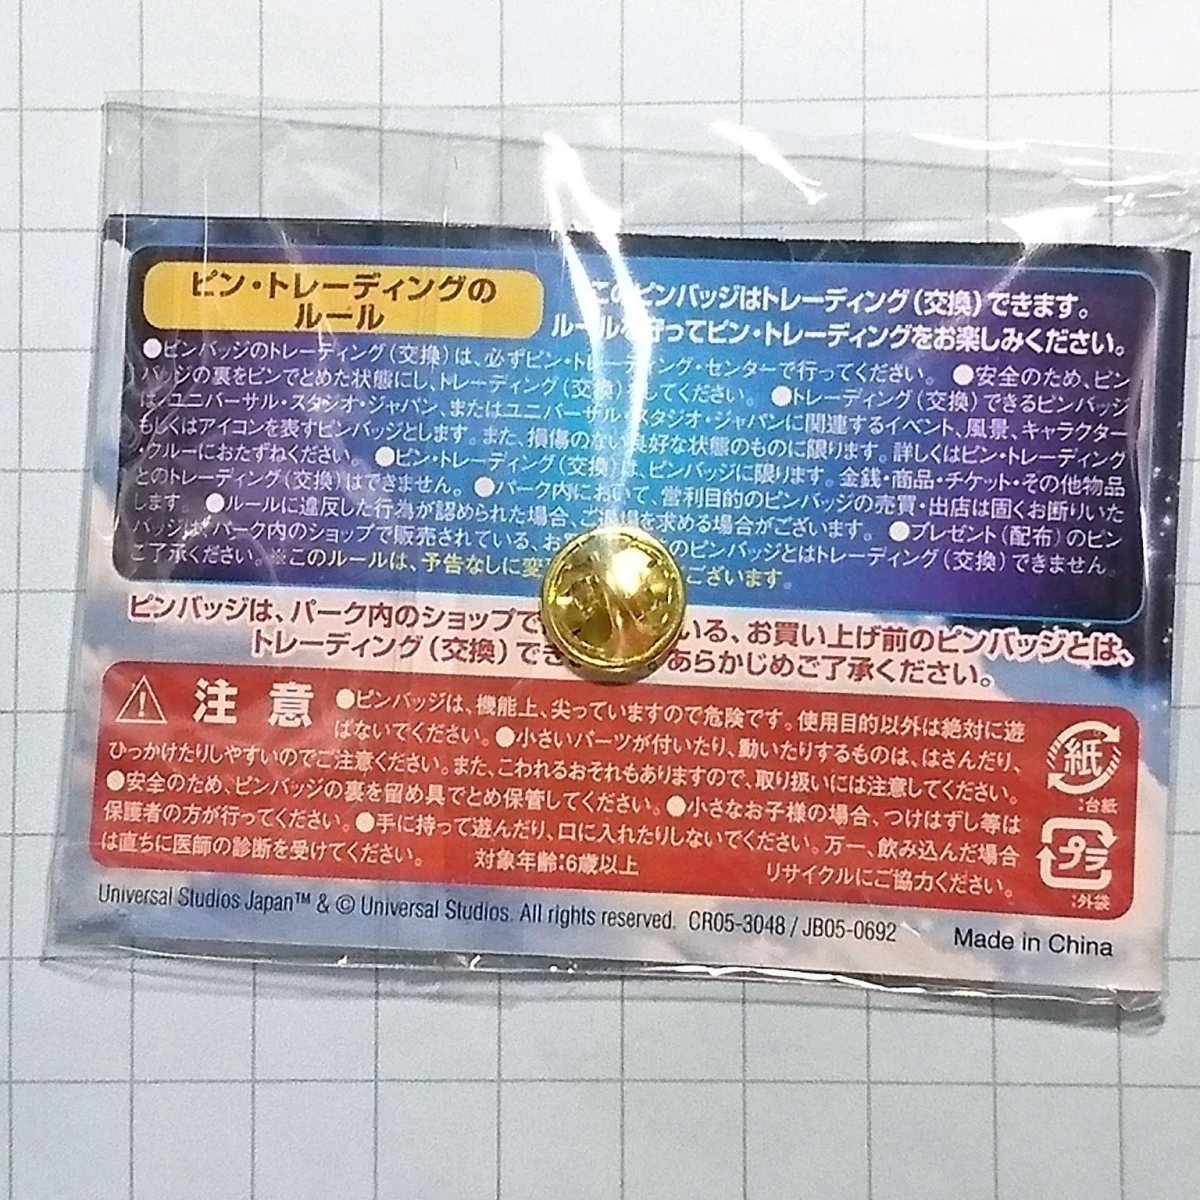 ピン・トレーディングの
ルール
このピンバッジはトレーディング(交換)できます。
ルールを守ってピン・トレーディングをお楽しみください。
●ピンバッジのトレーディング(交換)は、必ずピン・トレーディング・センターで行ってください。 ●安全のため、ピン
バッジの裏をピンでとめた状態にし、トレーディング(交換)してください。 ●トレーディング(交換)できるピンバッジ
は、ユニバーサル・スタジオ・ジャパン、またはユニバーサル・スタジオ・ジャパンに関連するイベント、風景、キャラクター
もしくはアイコンを表すピンバッジとします。また、損傷のない良好な状態のものに限ります。詳しくはピン・トレーディング
・クルーにおたずねください。 ●ピン・トレーディング(交換)は、ピンバッジに限ります。金銭・商品・チケット・その他物品
とのトレーディング(交換)はできません。 ●パーク内において、営利目的のピンバッジの売買・出店は固くお断りいた
します。 ●ルールに違反した行為が認められた場合、ご退場を求める場合がございます。 ●プレゼント(配布)のピン
バッジは、パーク内のショップで販売されている、お買 のピンバッジとはトレーディング(交換)できません。
ご了承ください。※このルールは、予告なしに変 ございます。
ピンバッジは、パーク内のショップで いる、お買い上げ前のピンバッジとは、
トレーディング(交換)でき あらかじめご了承ください。
注意
●ピンバッジは、機能上、尖っていますので危険です。使用目的以外は絶対に遊
ばないでください。●小さいパーツが付いたり、動いたりするものは、はさんだり、
ひっかけたりしやすいのでご注意ください。また、こわれるおそれもありますので、取り扱いには注意してください。
●安全のため、ピンバッジの裏を留め具でとめ保管してください。●小さなお子様の場合、つけはずし等は
保護者の方が行ってください。●手に持って遊んだり、口に入れたりしないでください。万一、飲み込んだ場合
は直ちに医師の診断を受けてください。 対象年齢:6歳以上 リサイクルにご協力ください。
紙
:台紙
プラ
:外袋
Universal Studios Japan™ & © Universal Studios. All rights reserved. CR05-3048 / JB05-0692
Made in China